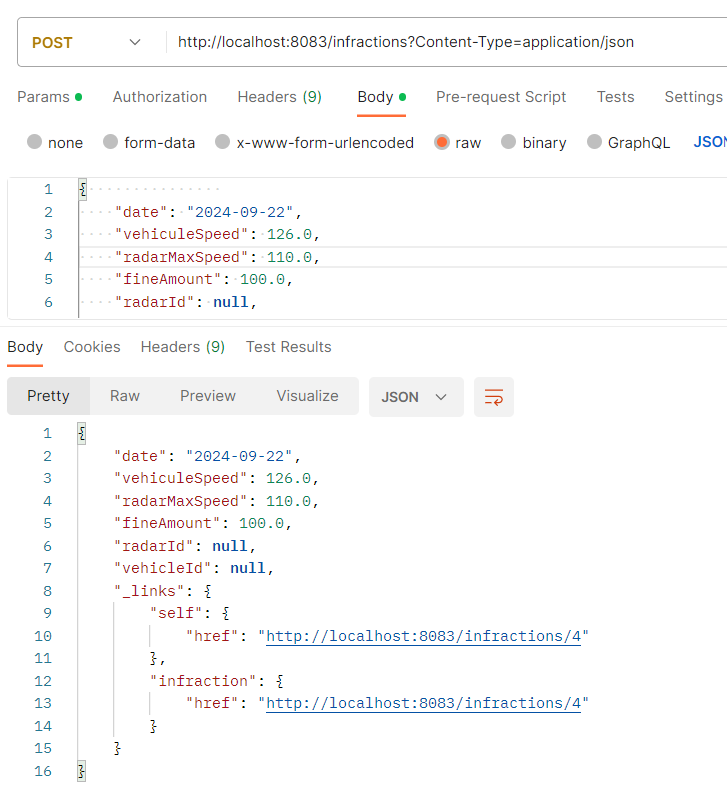 POST http://localhost:8083/infractions?Content-Type=application/json
Params Authorization Headers (9) Body Pre-request Script Tests Settings
none form-data x-www-form-urlencoded raw binary GraphQL JSON
1 {
2 "date": "2024-09-22",
3 "vehiculeSpeed": 126.0,
4 "radarMaxSpeed": 110.0,
5 "fineAmount": 100.0,
6 "radarId": null,
Body Cookies Headers (9) Test Results
Pretty Raw Preview Visualize JSON
1 {
2 "date": "2024-09-22",
3 "vehiculeSpeed": 126.0,
4 "radarMaxSpeed": 110.0,
5 "fineAmount": 100.0,
6 "radarId": null,
7 "vehicleId": null,
8 "_links": {
9 "self": {
10 "href": "http://localhost:8083/infractions/4"
11 },
12 "infraction": {
13 "href": "http://localhost:8083/infractions/4"
14 }
15 }
16 }